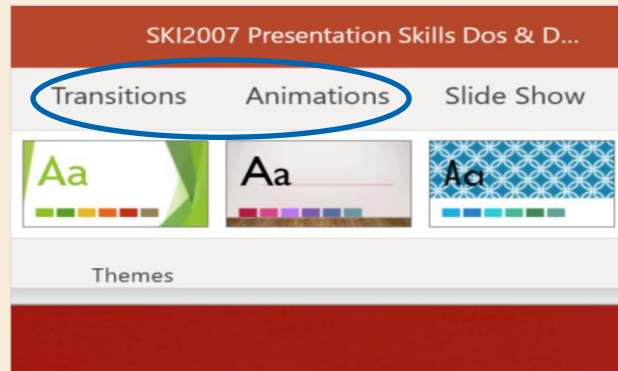 SKI2007 Presentation Skills Dos & D...
Transitions Animations Slide Show
Aa Aa Aa
Themes